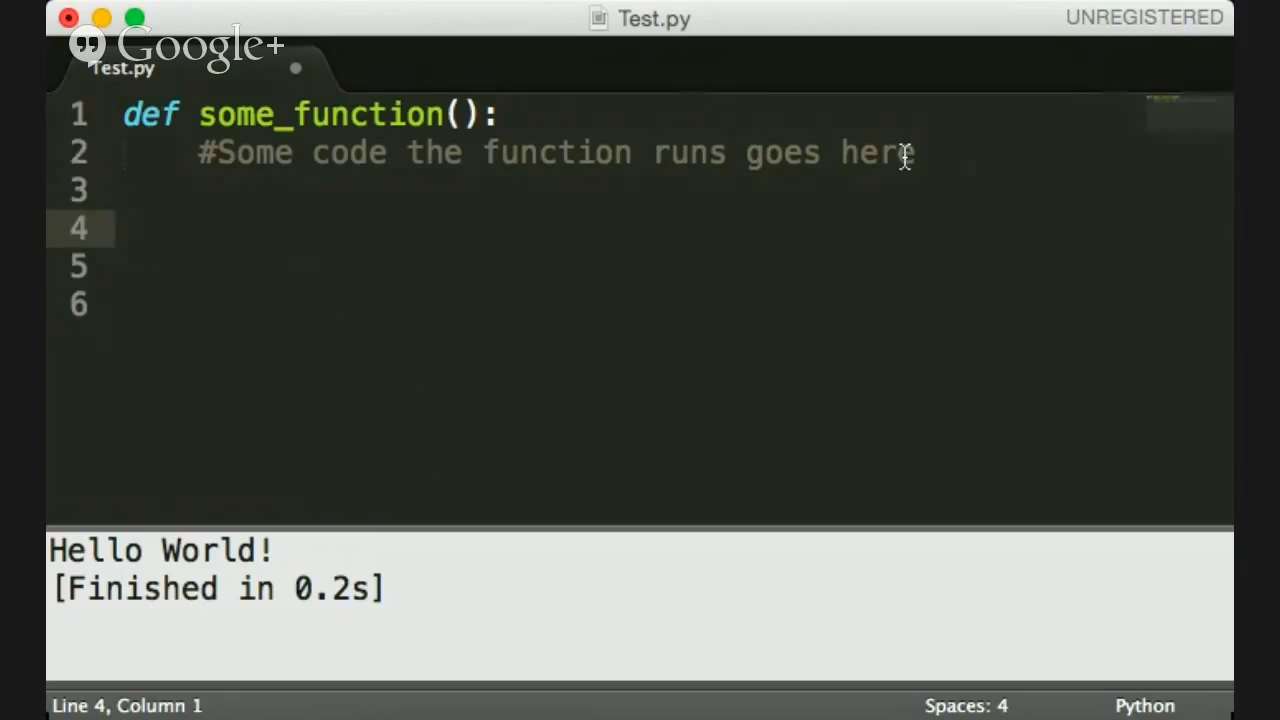 Test.py
UNREGISTERED
Google+
Test.py
1 def some_function():
2 #Some code the function runs goes here
3
4
5
6
Hello World!
[Finished in 0.2s]
Line 4, Column 1
Spaces: 4
Python